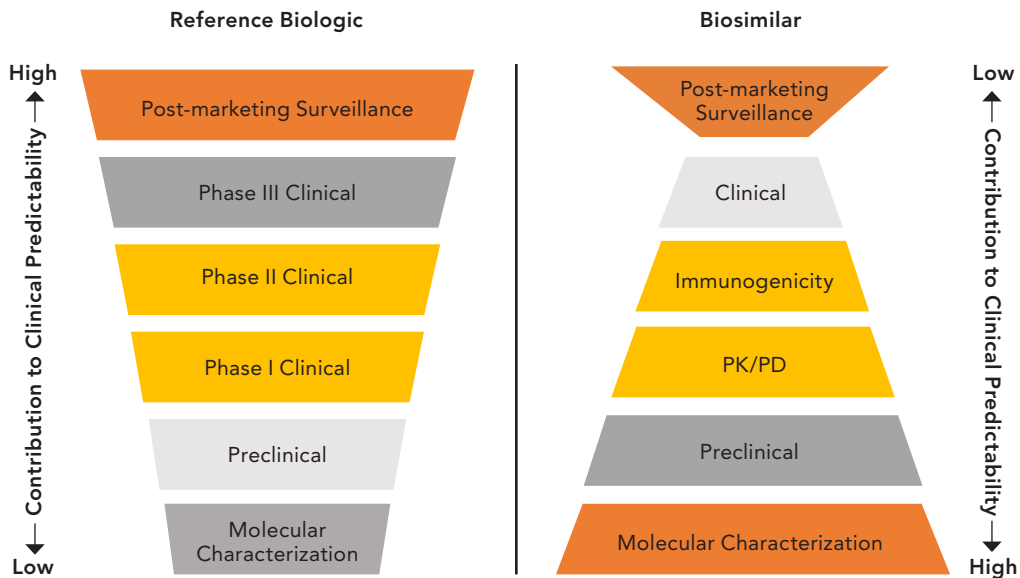 Reference Biologic
High
Contribution to Clinical Predictability
Low
Post-marketing Surveillance
Phase III Clinical
Phase II Clinical
Phase I Clinical
Preclinical
Molecular
Characterization
Biosimilar
Post-marketing
Surveillance
Clinical
Immunogenicity
PK/PD
Preclinical
Molecular Characterization
Low
Contribution to Clinical Predictability
High